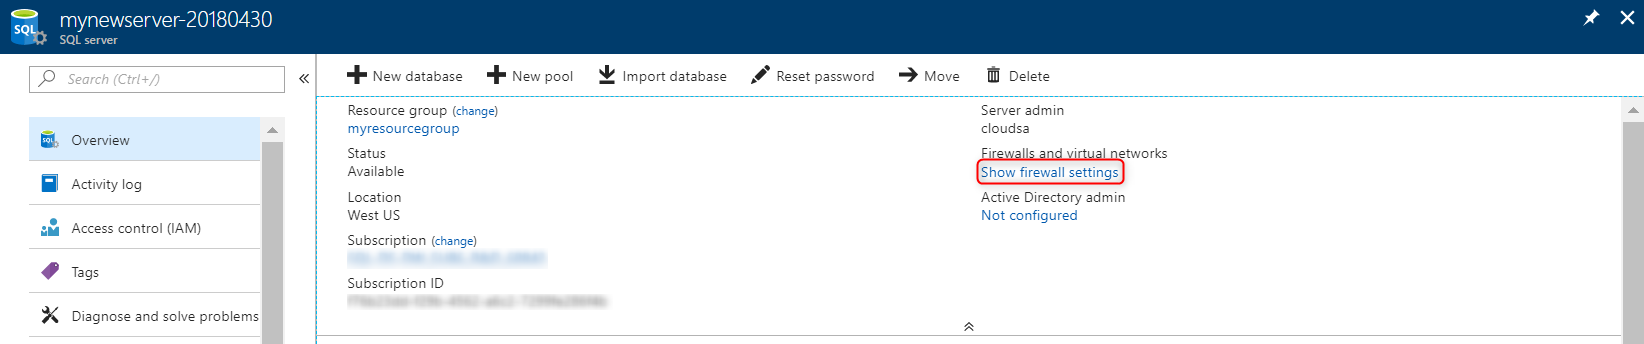 mynewserver-20180430
SQL
SQL server
Search (Ctrl+/)
Overview
Activity log
Access control (IAM)
Tags
Diagnose and solve problems
New database
New pool
Import database
Reset password
Move
Delete
Resource group (change)
myresourcegroup
Status
Available
Location
West US
Subscription (change)
Subscription ID
Server admin
cloudsa
Firewalls and virtual networks
Show firewall settings
Active Directory admin
Not configured